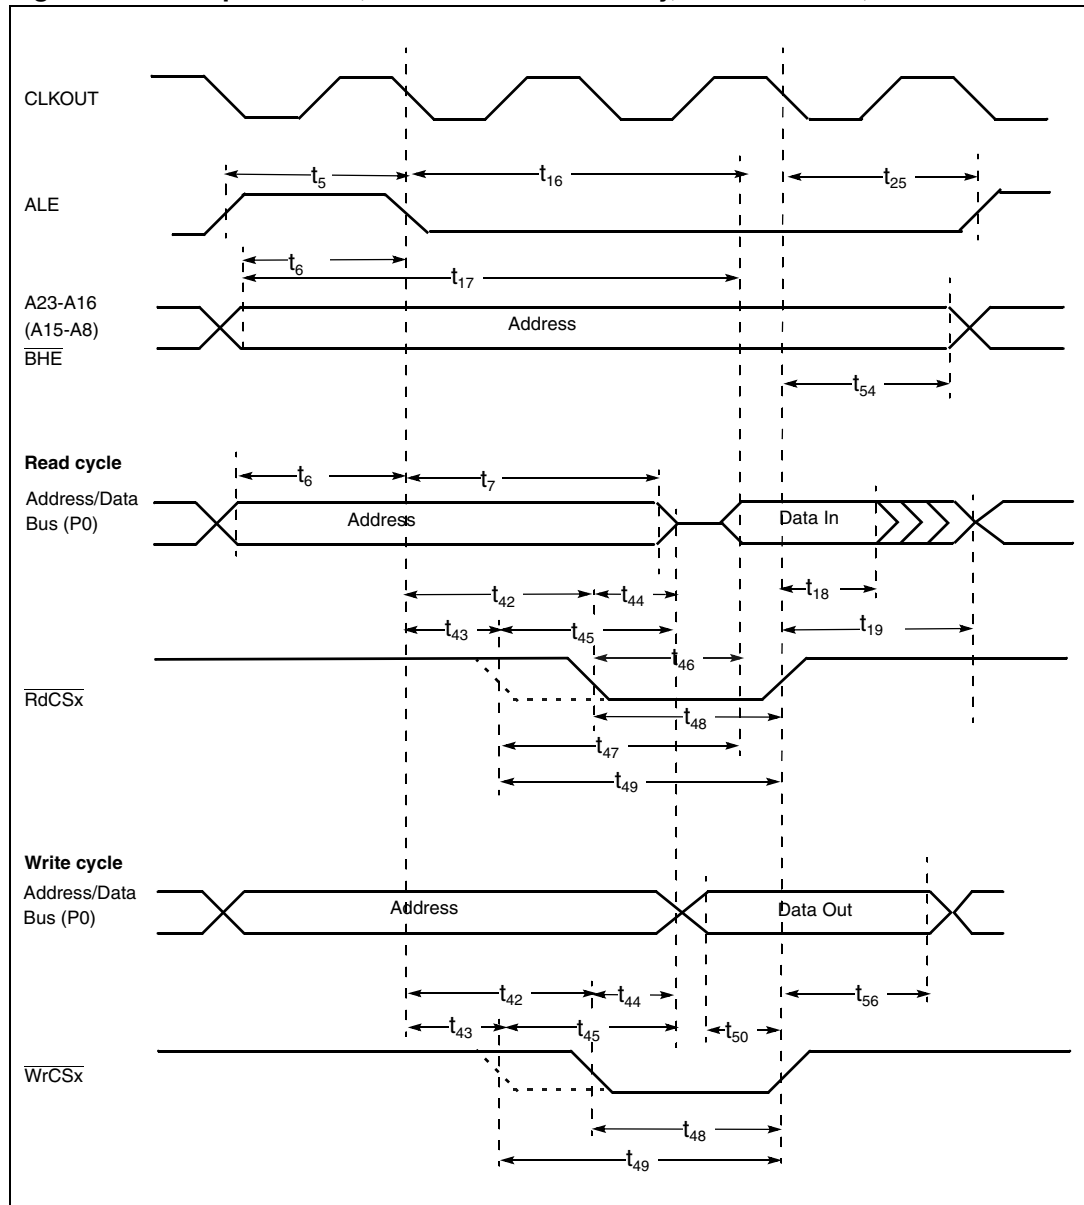 CLKOUT
t5
t16
t25
ALE
t6
t17
A23-A16
(A15-A8)
BHE
Address
t54
Read cycle
t6
t7
Address/Data
Bus (P0)
Address
Data In
t42
t44
t18
t43
t45
t19
t46
RdCSx
t48
t47
t49
Write cycle
Address/Data
Bus (P0)
Address
Data Out
t42
t44
t56
t43
t45
t50
WrCSx
t48
t49